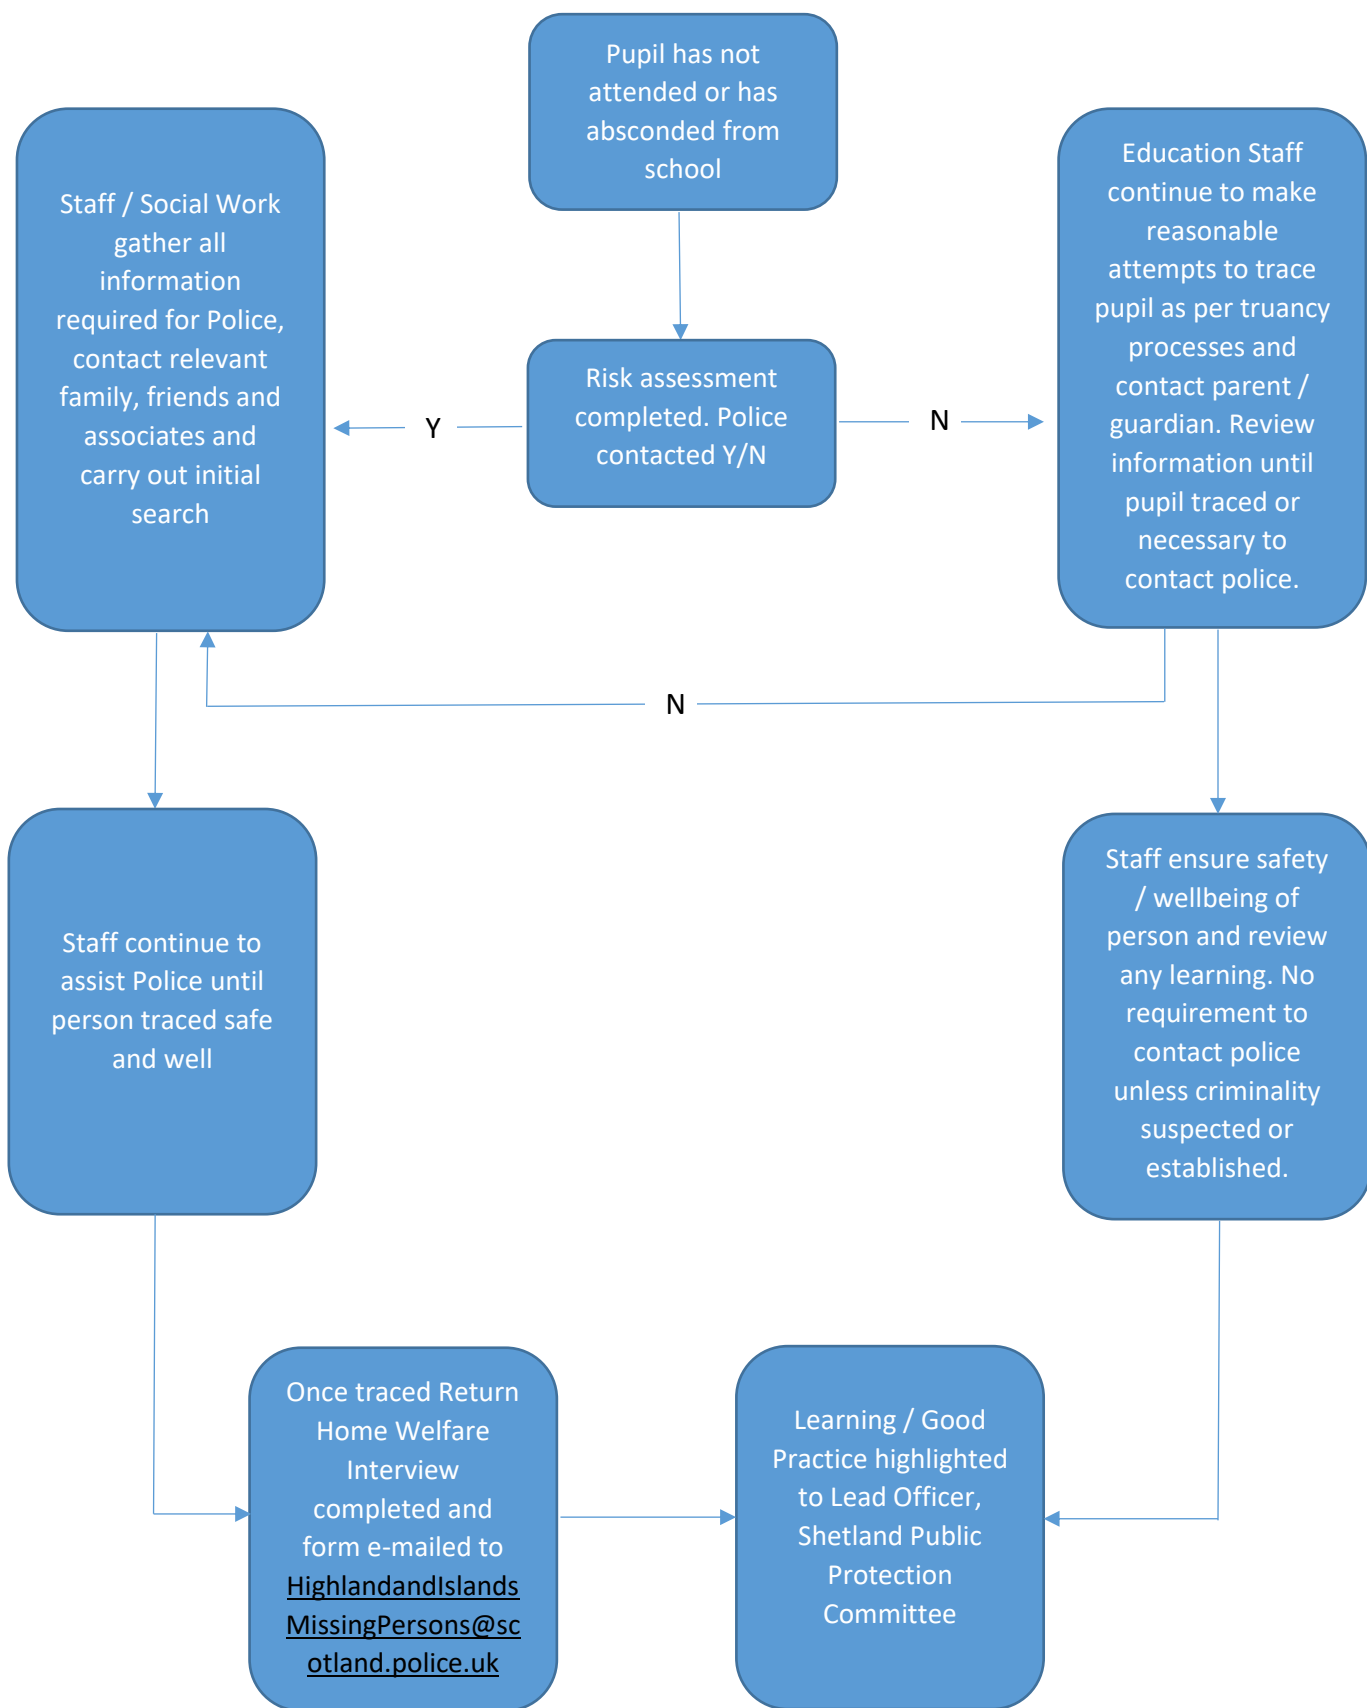 Pupil has not
attended or has
absconded from
school
Staff / Social Work
gather all
information
required for Police,
contact relevant
family, friends and
associates and
carry out initial
search
Y
Risk assessment
completed. Police
contacted Y/N
N
Education Staff
continue to make
reasonable
attempts to trace
pupil as per truancy
processes and
contact parent /
guardian. Review
information until
pupil traced or
necessary to
contact police.
N
Staff continue to
assist Police until
person traced safe
and well
Staff ensure safety
/ wellbeing of
person and review
any learning. No
requirement to
contact police
unless criminality
suspected or
established.
Once traced Return
Home Welfare
Interview
completed and
form e-mailed to
HighlandandIslands
MissingPersons@sc
otland.police.uk
Learning / Good
Practice highlighted
to Lead Officer,
Shetland Public
Protection
Committee